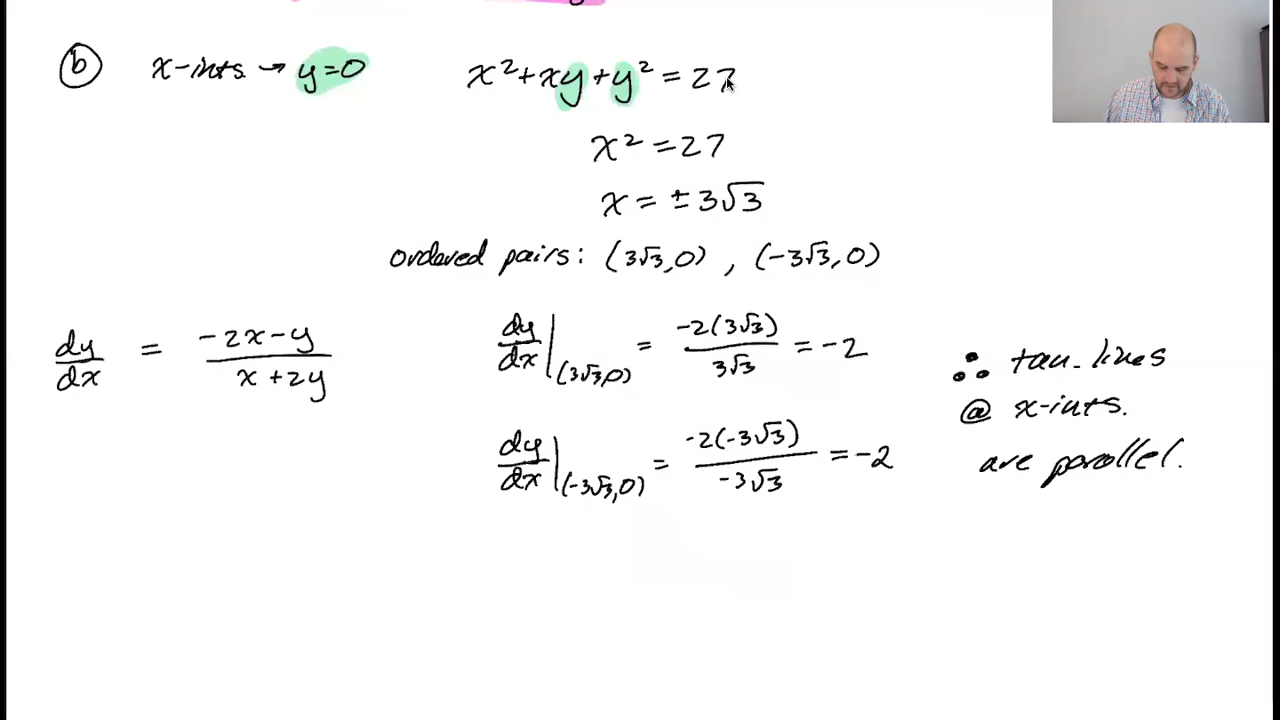 ⓑ x-ints → y=0 x²+xy+y² = 27
x² = 27
x = ± 3√3
ordered pairs: (3√3,0) , (-3√3,0)
dy/dx = (-2x-y)/(x+2y)
dy/dx|(3√3,0) = -2(3√3)/3√3 = -2
∴ tan. lines
@ x-ints.
are parallel.
dy/dx|(-3√3,0) = -2(-3√3)/-3√3 = -2